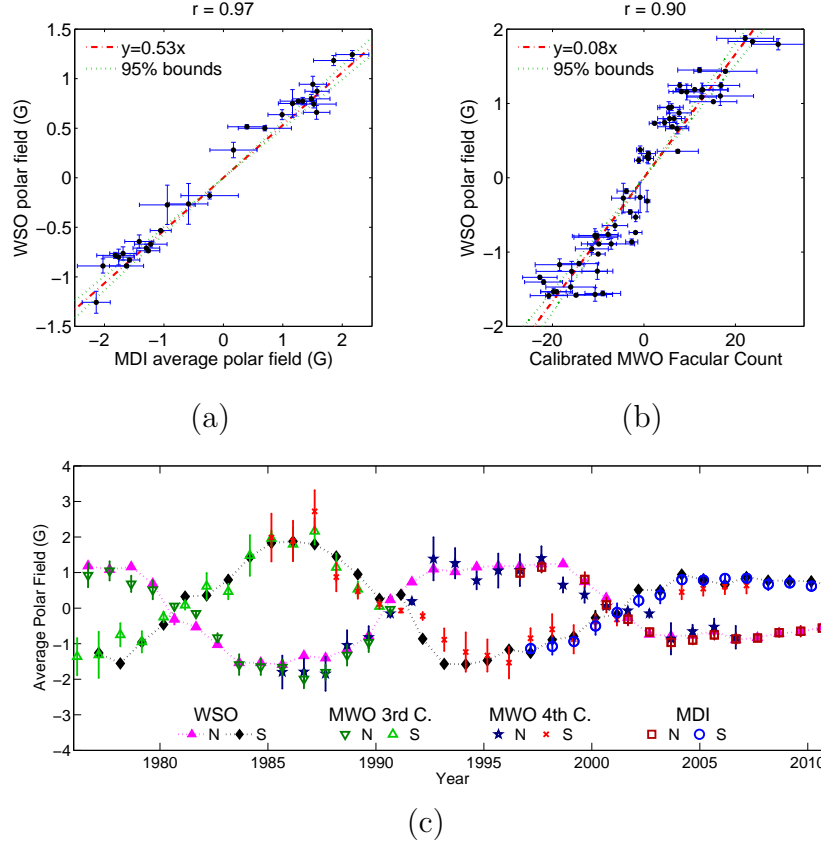 r = 0.97
WSO polar field (G)
1.5
1
0.5
0
−0.5
−1
−1.5
y=0.53x
95% bounds
−2 −1 0 1 2
MDI average polar field (G)
(a)
r = 0.90
WSO polar field (G)
2
1
0
−1
−2
y=0.08x
95% bounds
−20 0 20
Calibrated MWO Facular Count
(b)
Average Polar Field (G)
4
3
2
1
0
−1
−2
−3
−4
WSO MWO 3rd C. MWO 4th C. MDI
N S N S N S N S
1980 1985 1990 1995 2000 2005 2010
Year
(c)